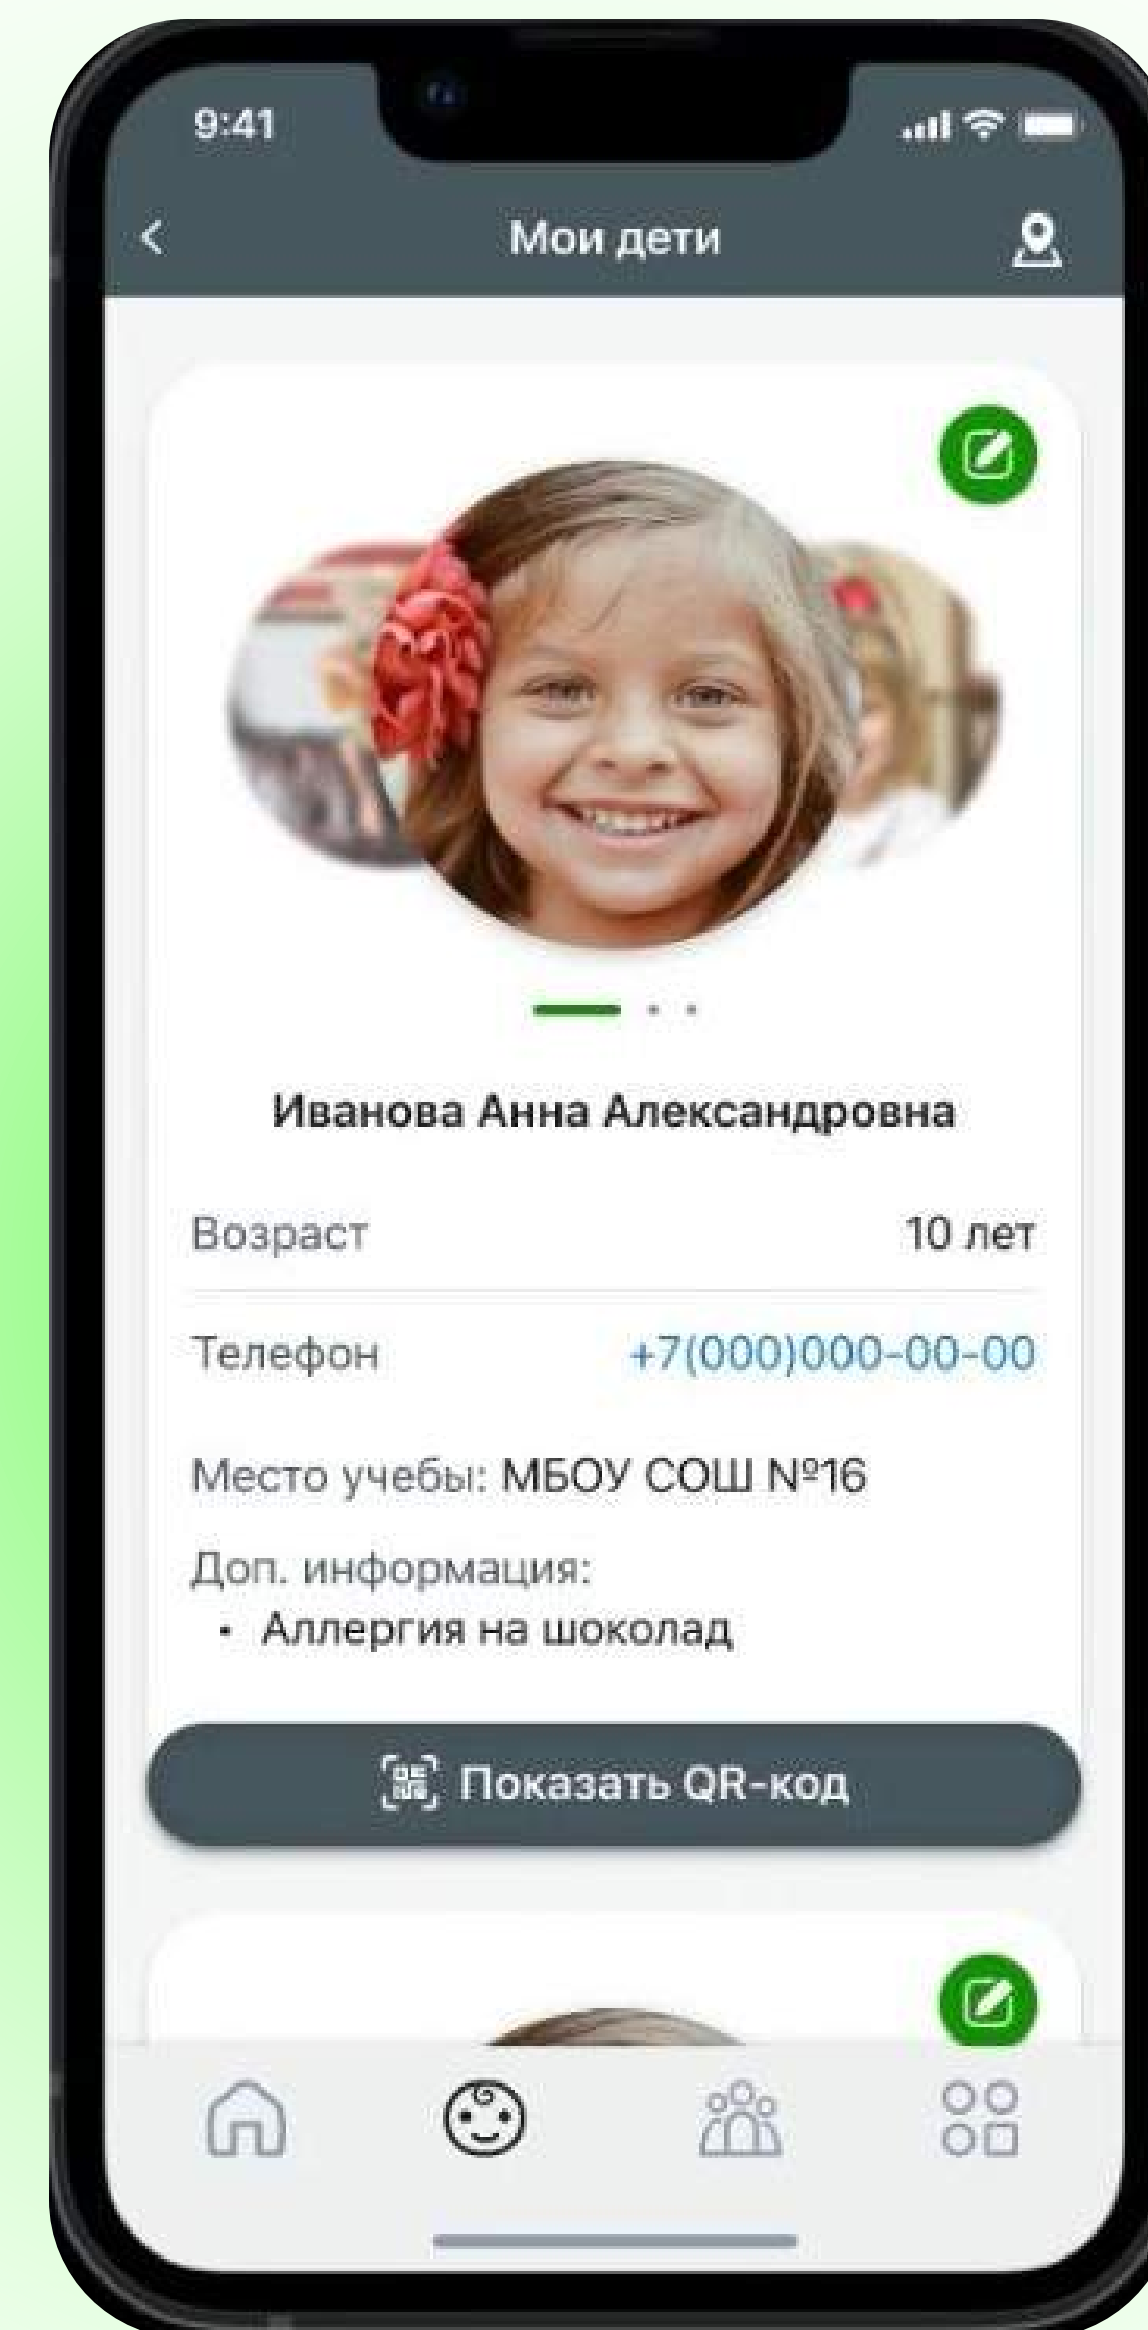 9:41
Мои дети
Иванова Анна Александровна
Возраст 10 лет
Телефон +7(000)000-00-00
Место учебы: МБОУ СОШ №16
Доп. информация:
• Аллергия на шоколад
Показать QR-код